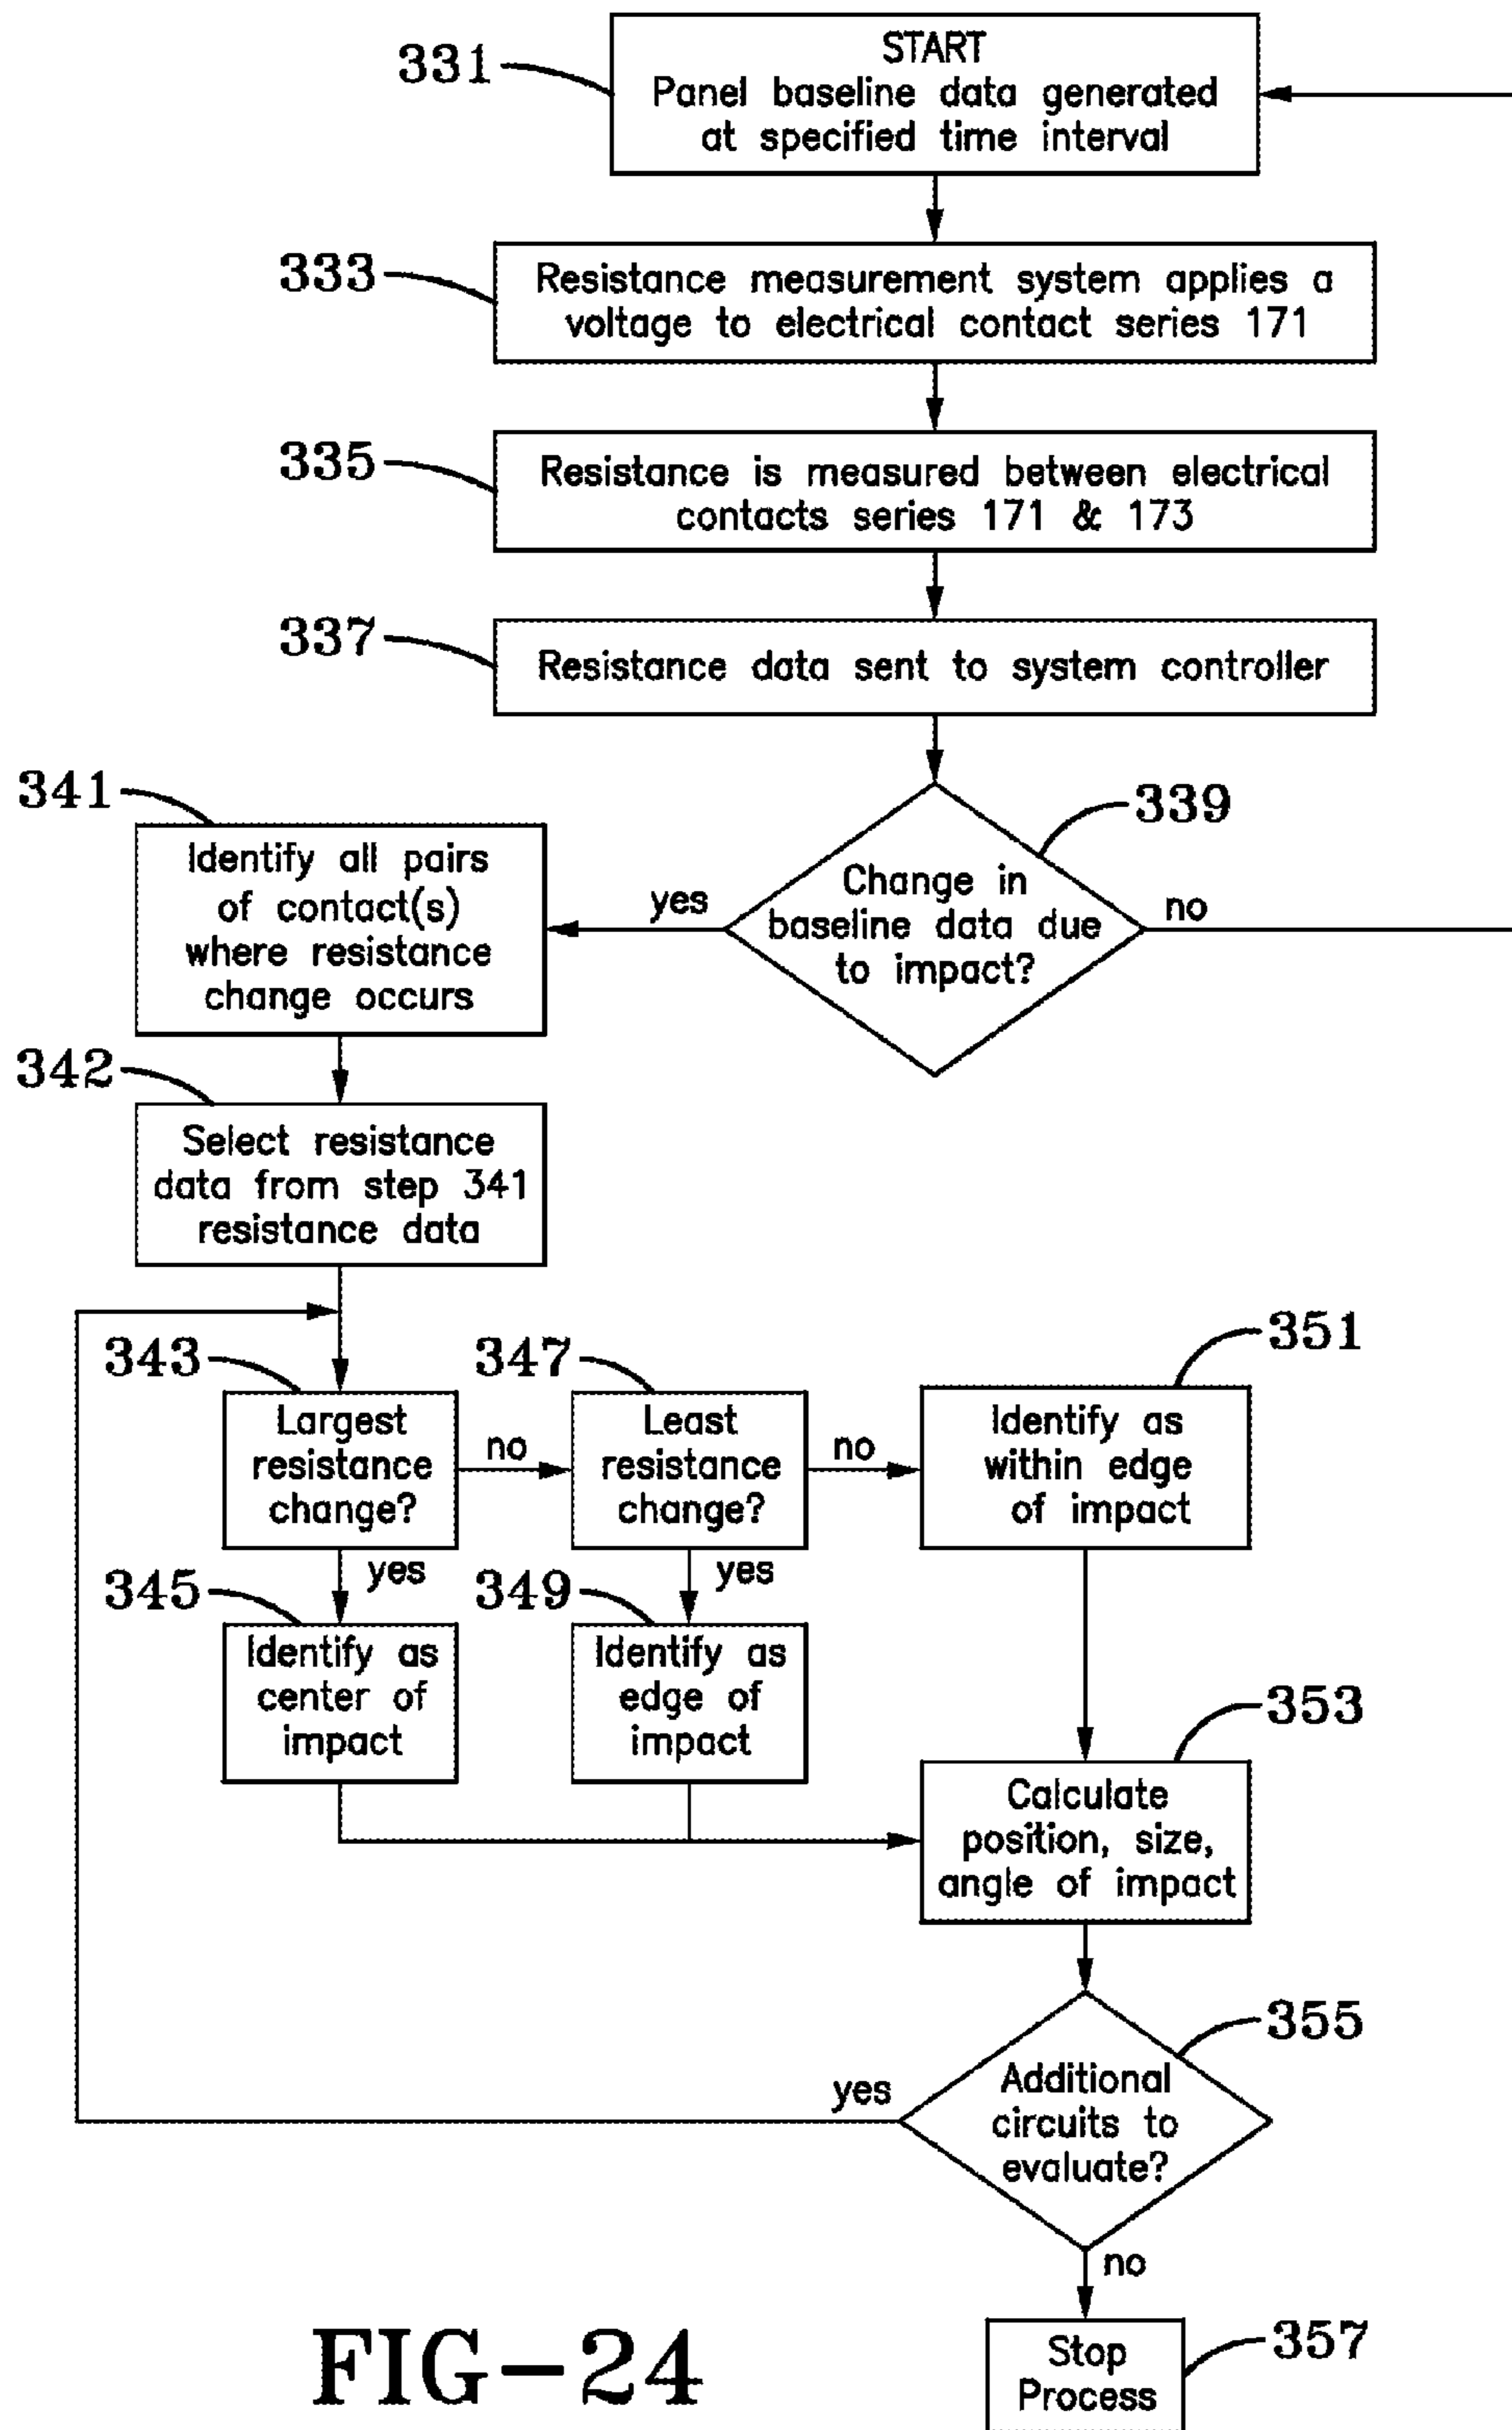 331
START
Panel baseline data generated
at specified time interval
333
Resistance measurement system applies a
voltage to electrical contact series 171
335
Resistance is measured between electrical
contacts series 171 & 173
337
Resistance data sent to system controller
341
339
Identify all pairs
of contact(s)
where resistance
change occurs
yes
Change in
baseline data due
to impact?
no
342
Select resistance
data from step 341
resistance data
343
347
351
Largest
resistance
change?
no
Least
resistance
change?
no
Identify as
within edge
of impact
yes
yes
345
349
Identify as
center of
impact
Identify as
edge of
impact
353
Calculate
position, size,
angle of impact
355
yes
Additional
circuits to
evaluate?
no
357
Stop
Process
FIG-24